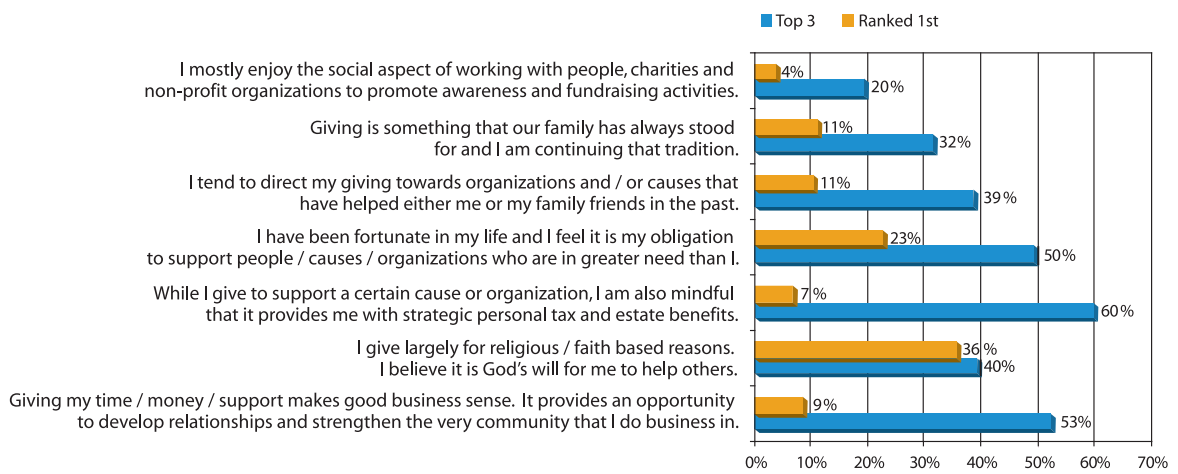 Top 3 Ranked 1st
I mostly enjoy the social aspect of working with people, charities and
non-profit organizations to promote awareness and fundraising activities.
4%
20%
Giving is something that our family has always stood
for and I am continuing that tradition.
11%
32%
I tend to direct my giving towards organizations and / or causes that
have helped either me or my family friends in the past.
11%
39%
I have been fortunate in my life and I feel it is my obligation
to support people / causes / organizations who are in greater need than I.
23%
50%
While I give to support a certain cause or organization, I am also mindful
that it provides me with strategic personal tax and estate benefits.
7%
60%
I give largely for religious / faith based reasons.
I believe it is God's will for me to help others.
36%
40%
Giving my time / money / support makes good business sense. It provides an opportunity
to develop relationships and strengthen the very community that I do business in.
9%
53%
0% 10% 20% 30% 40% 50% 60% 70%